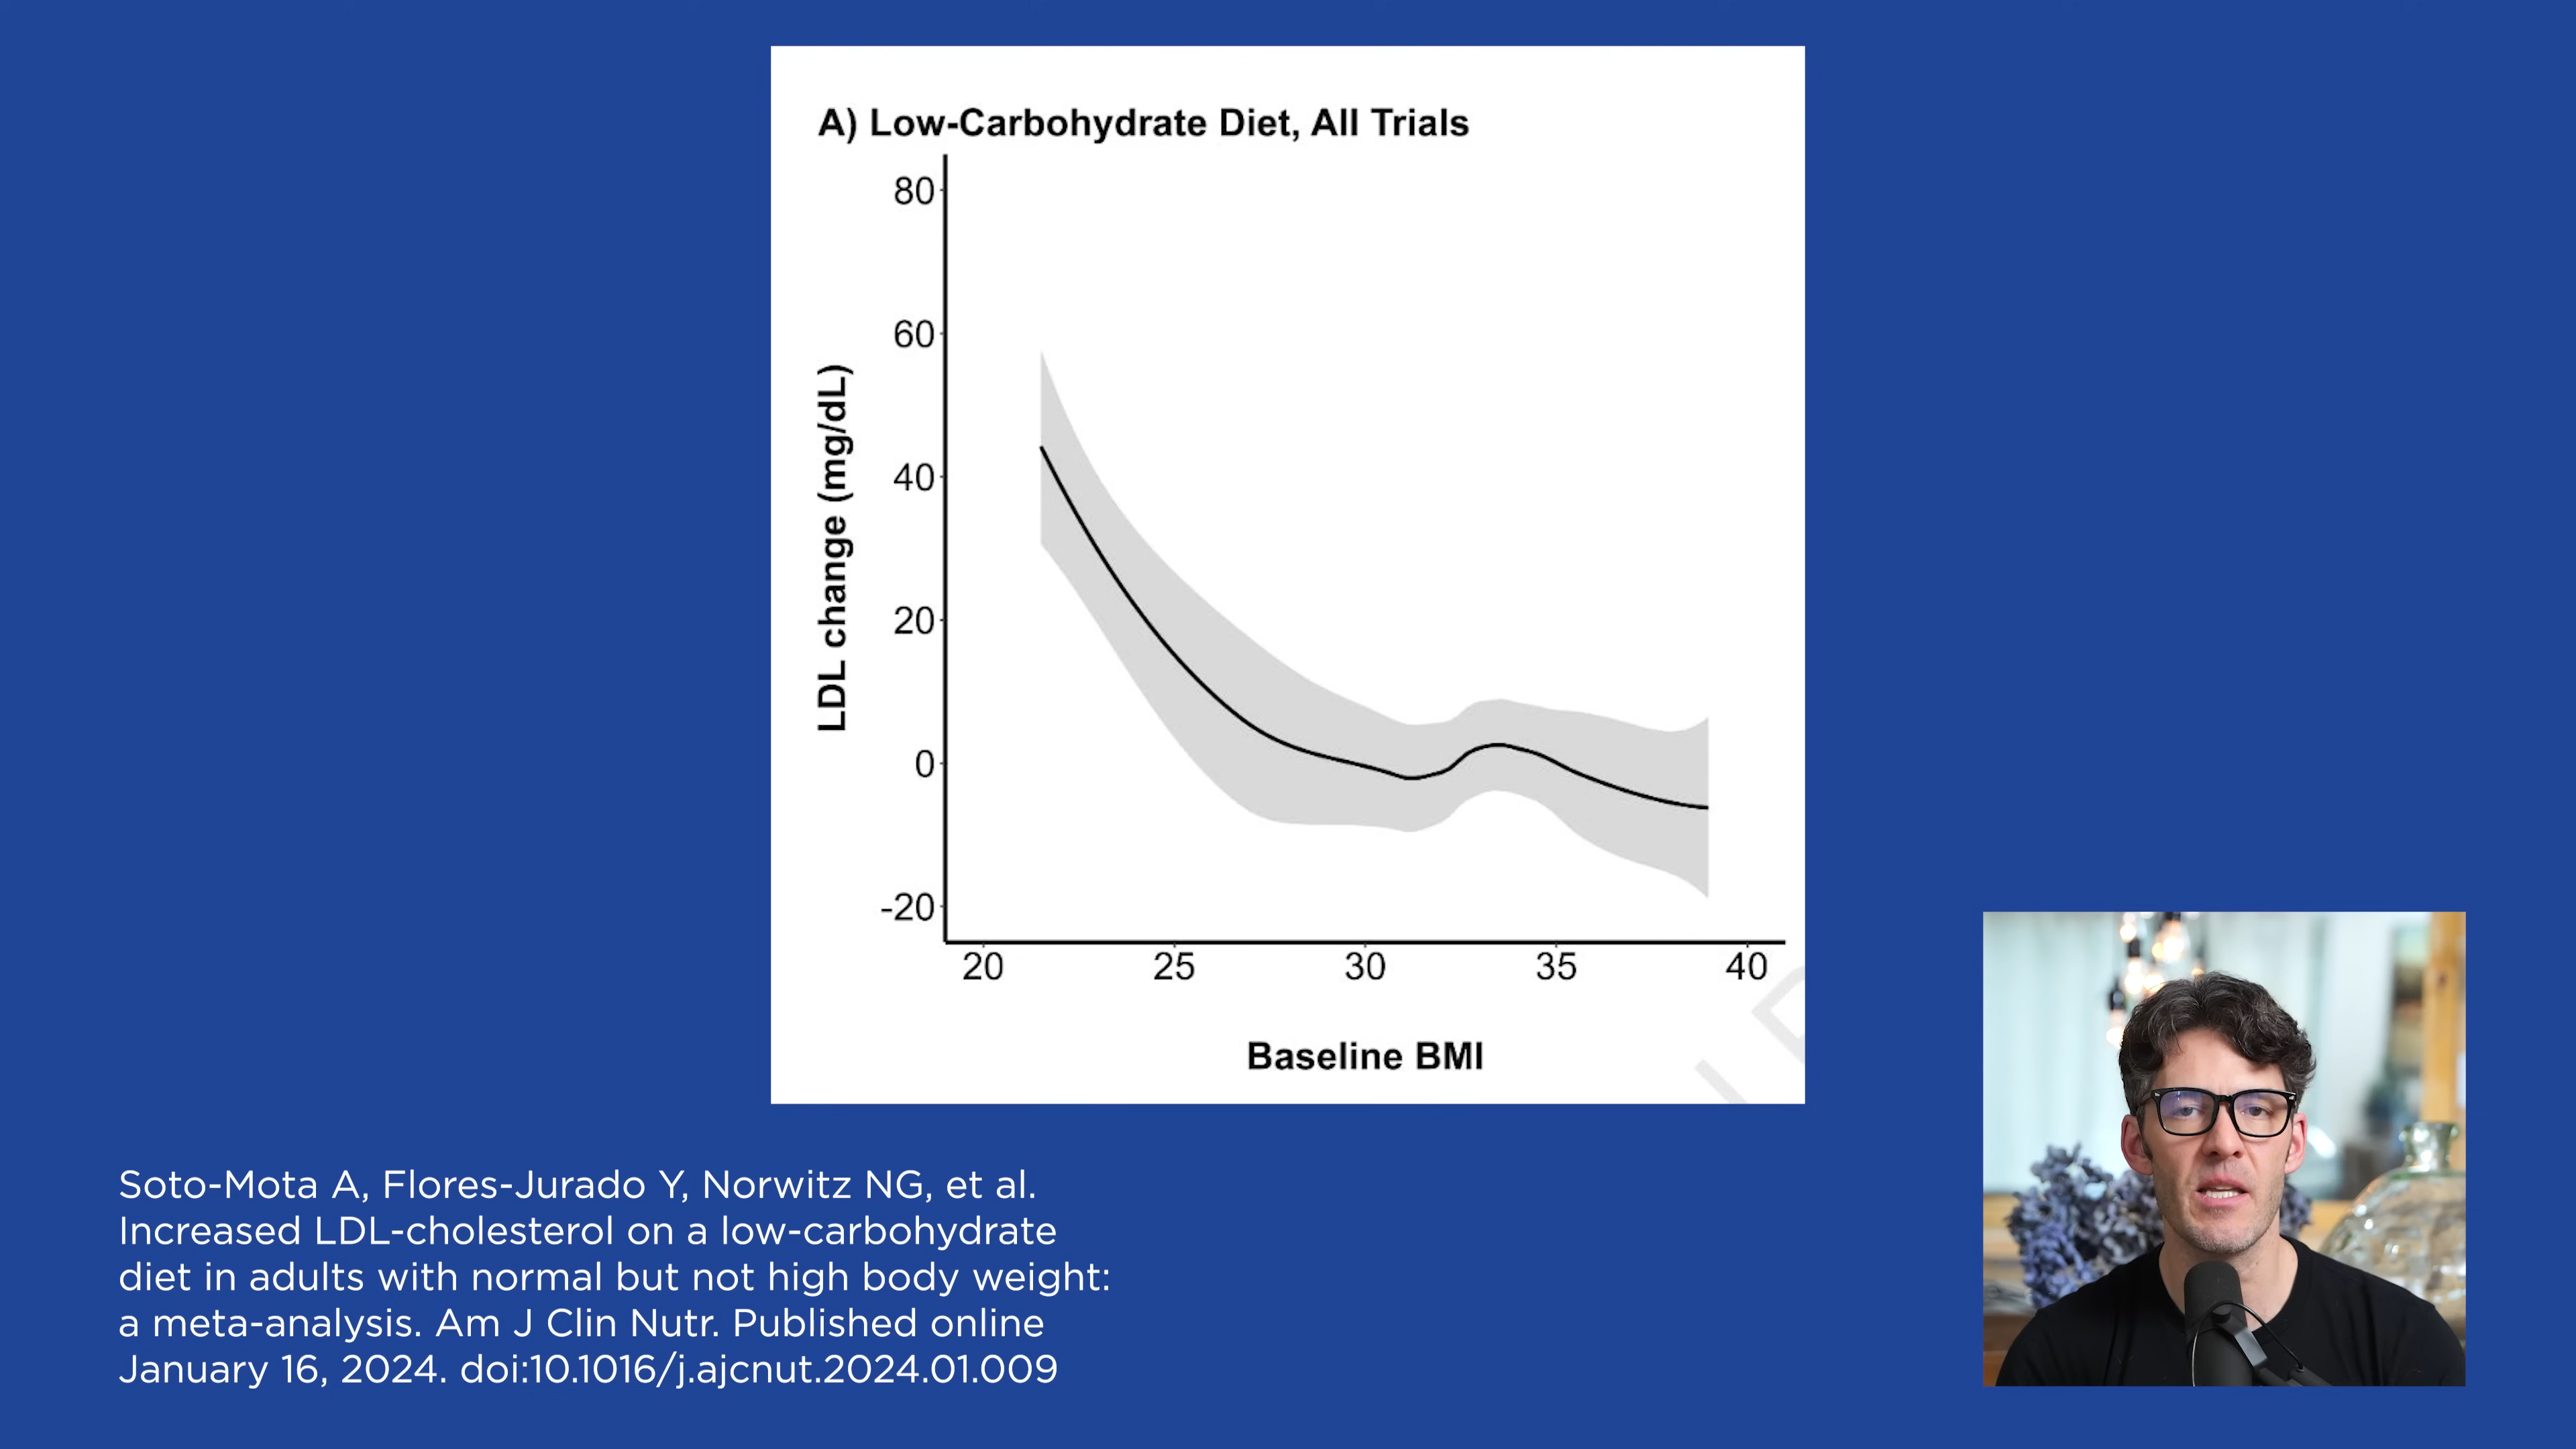 A) Low-Carbohydrate Diet, All Trials
80
60
40
20
0
-20
LDL change (mg/dL)
20 25 30 35 40
Baseline BMI
Soto-Mota A, Flores-Jurado Y, Norwitz NG, et al.
Increased LDL-cholesterol on a low-carbohydrate
diet in adults with normal but not high body weight:
a meta-analysis. Am J Clin Nutr. Published online
January 16, 2024. doi:10.1016/j.ajcnut.2024.01.009